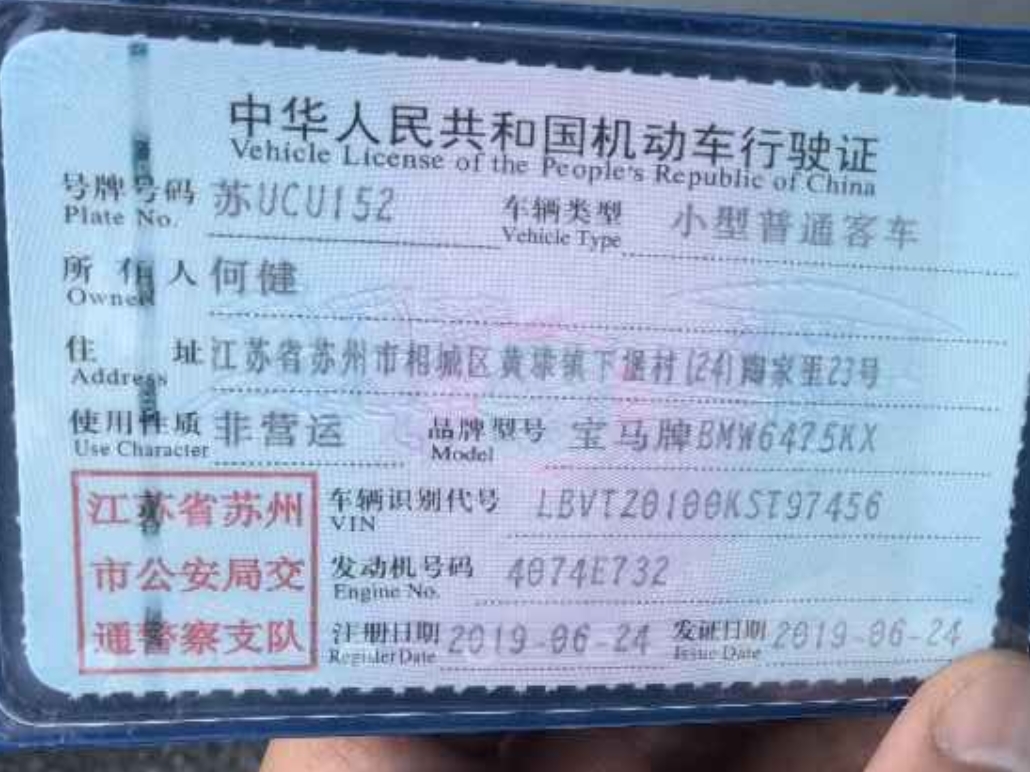 中华人民共和国机动车行驶证
Vehicle License of the People's Republic of China
号牌号码 苏UCU152 车辆类型 小型普通客车
Plate No. Vehicle Type
所有人 何健
Owner
住址 江苏省苏州市相城区黄埭镇下堡村(24)陶家里23号
Address
使用性质 非营运 品牌型号 宝马牌BMW6475KX
Use Character Model
江苏省苏州 车辆识别代号
VIN
市公安局交 发动机号码 4074E732
Engine No.
通警察支队 注册日期 2019-06-24 发证日期 2019-06-24
Register Date Issue Date